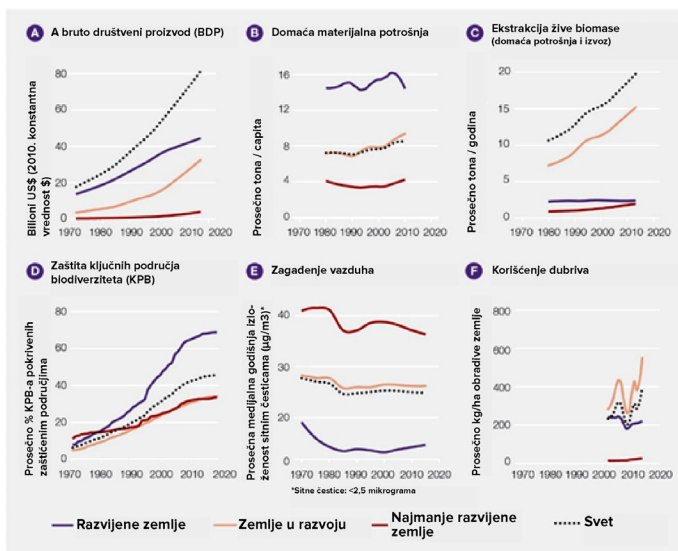 A
A bruto društveni proizvod (BDP)
Bilioni US$ (2010. konstantna
vrednost $)
80
60
40
20
0
1970 1980 1990 2000 2010 2020
B
Domaća materijalna potrošnja
Prosečno tona / capita
16
12
8
4
0
1970 1980 1990 2000 2010 2020
C
Ekstrakcija žive biomase
(domaća potrošnja i izvoz)
Prosečno tona / godina
20
15
10
5
0
1970 1980 1990 2000 2010 2020
D
Zaštita ključnih područja
biodiverziteta (KPB)
Prosečno % KPB-a pokrivenih
zaštićenim područjima
80
60
40
20
0
1970 1980 1990 2000 2010 2020
E
Zagađenje vazduha
Prosečna medijalna godišnja izlo-
ženost sitnim česticama (µg/m3)*
40
30
20
0
1970 1980 1990 2000 2010 2020
*Sitne čestice: <2,5 mikrograma
F
Korišćenje dubriva
Prosečno kg/ha obradive zemlje
800
600
400
200
0
1970 1980 1990 2000 2010 2020
Razvijene zemlje
Zemlje u razvoju
Najmanje razvijene
zemlje
Svet